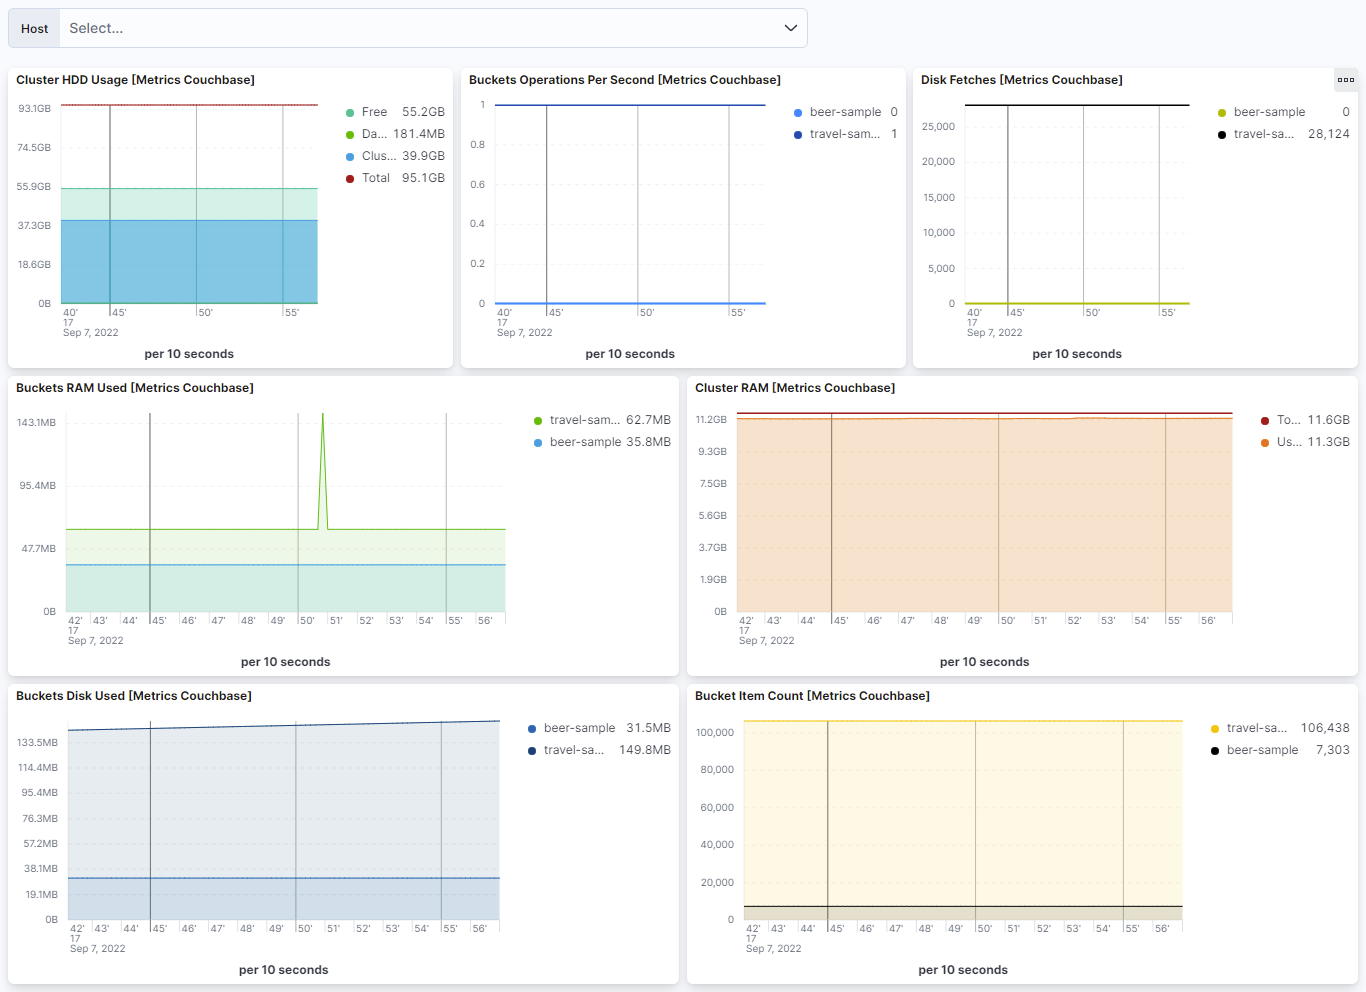 Host Select...
Cluster HDD Usage [Metrics Couchbase]
93.1GB
74.5GB
55.9GB
37.3GB
18.6GB
0B
40' 45' 50' 55'
17
Sep 7, 2022
per 10 seconds
Free 55.2GB
Da... 181.4MB
Clus... 39.9GB
Total 95.1GB
Buckets Operations Per Second [Metrics Couchbase]
1
0.8
0.6
0.4
0.2
0
40' 45' 50' 55'
17
Sep 7, 2022
per 10 seconds
beer-sample 0
travel-sam... 1
Disk Fetches [Metrics Couchbase]
25,000
20,000
15,000
10,000
5,000
0
40' 45' 50' 55'
17
Sep 7, 2022
per 10 seconds
beer-sample 0
travel-sa... 28,124
Buckets RAM Used [Metrics Couchbase]
143.1MB
95.4MB
47.7MB
0B
42' 43' 44' 45' 46' 47' 48' 49' 50' 51' 52' 53' 54' 55' 56'
17
Sep 7, 2022
per 10 seconds
travel-sam... 62.7MB
beer-sample 35.8MB
Cluster RAM [Metrics Couchbase]
11.2GB
9.3GB
7.5GB
5.6GB
3.7GB
1.9GB
0B
42' 43' 44' 45' 46' 47' 48' 49' 50' 51' 52' 53' 54' 55' 56'
17
Sep 7, 2022
per 10 seconds
To... 11.6GB
Us... 11.3GB
Buckets Disk Used [Metrics Couchbase]
133.5MB
114.4MB
95.4MB
76.3MB
57.2MB
38.1MB
19.1MB
0B
42' 43' 44' 45' 46' 47' 48' 49' 50' 51' 52' 53' 54' 55' 56'
17
Sep 7, 2022
per 10 seconds
beer-sample 31.5MB
travel-sa... 149.8MB
Bucket Item Count [Metrics Couchbase]
100,000
80,000
60,000
40,000
20,000
0
42' 43' 44' 45' 46' 47' 48' 49' 50' 51' 52' 53' 54' 55' 56'
17
Sep 7, 2022
per 10 seconds
travel-sa... 106,438
beer-sample 7,303